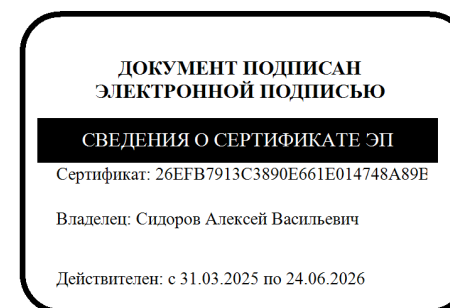 ДОКУМЕНТ ПОДПИСАН
ЭЛЕКТРОННОЙ ПОДПИСЬЮ
СВЕДЕНИЯ О СЕРТИФИКАТЕ ЭП
Сертификат: 26EFB7913C3890E661E014748A89E
Владелец: Сидоров Алексей Васильевич
Действителен: с 31.03.2025 по 24.06.2026